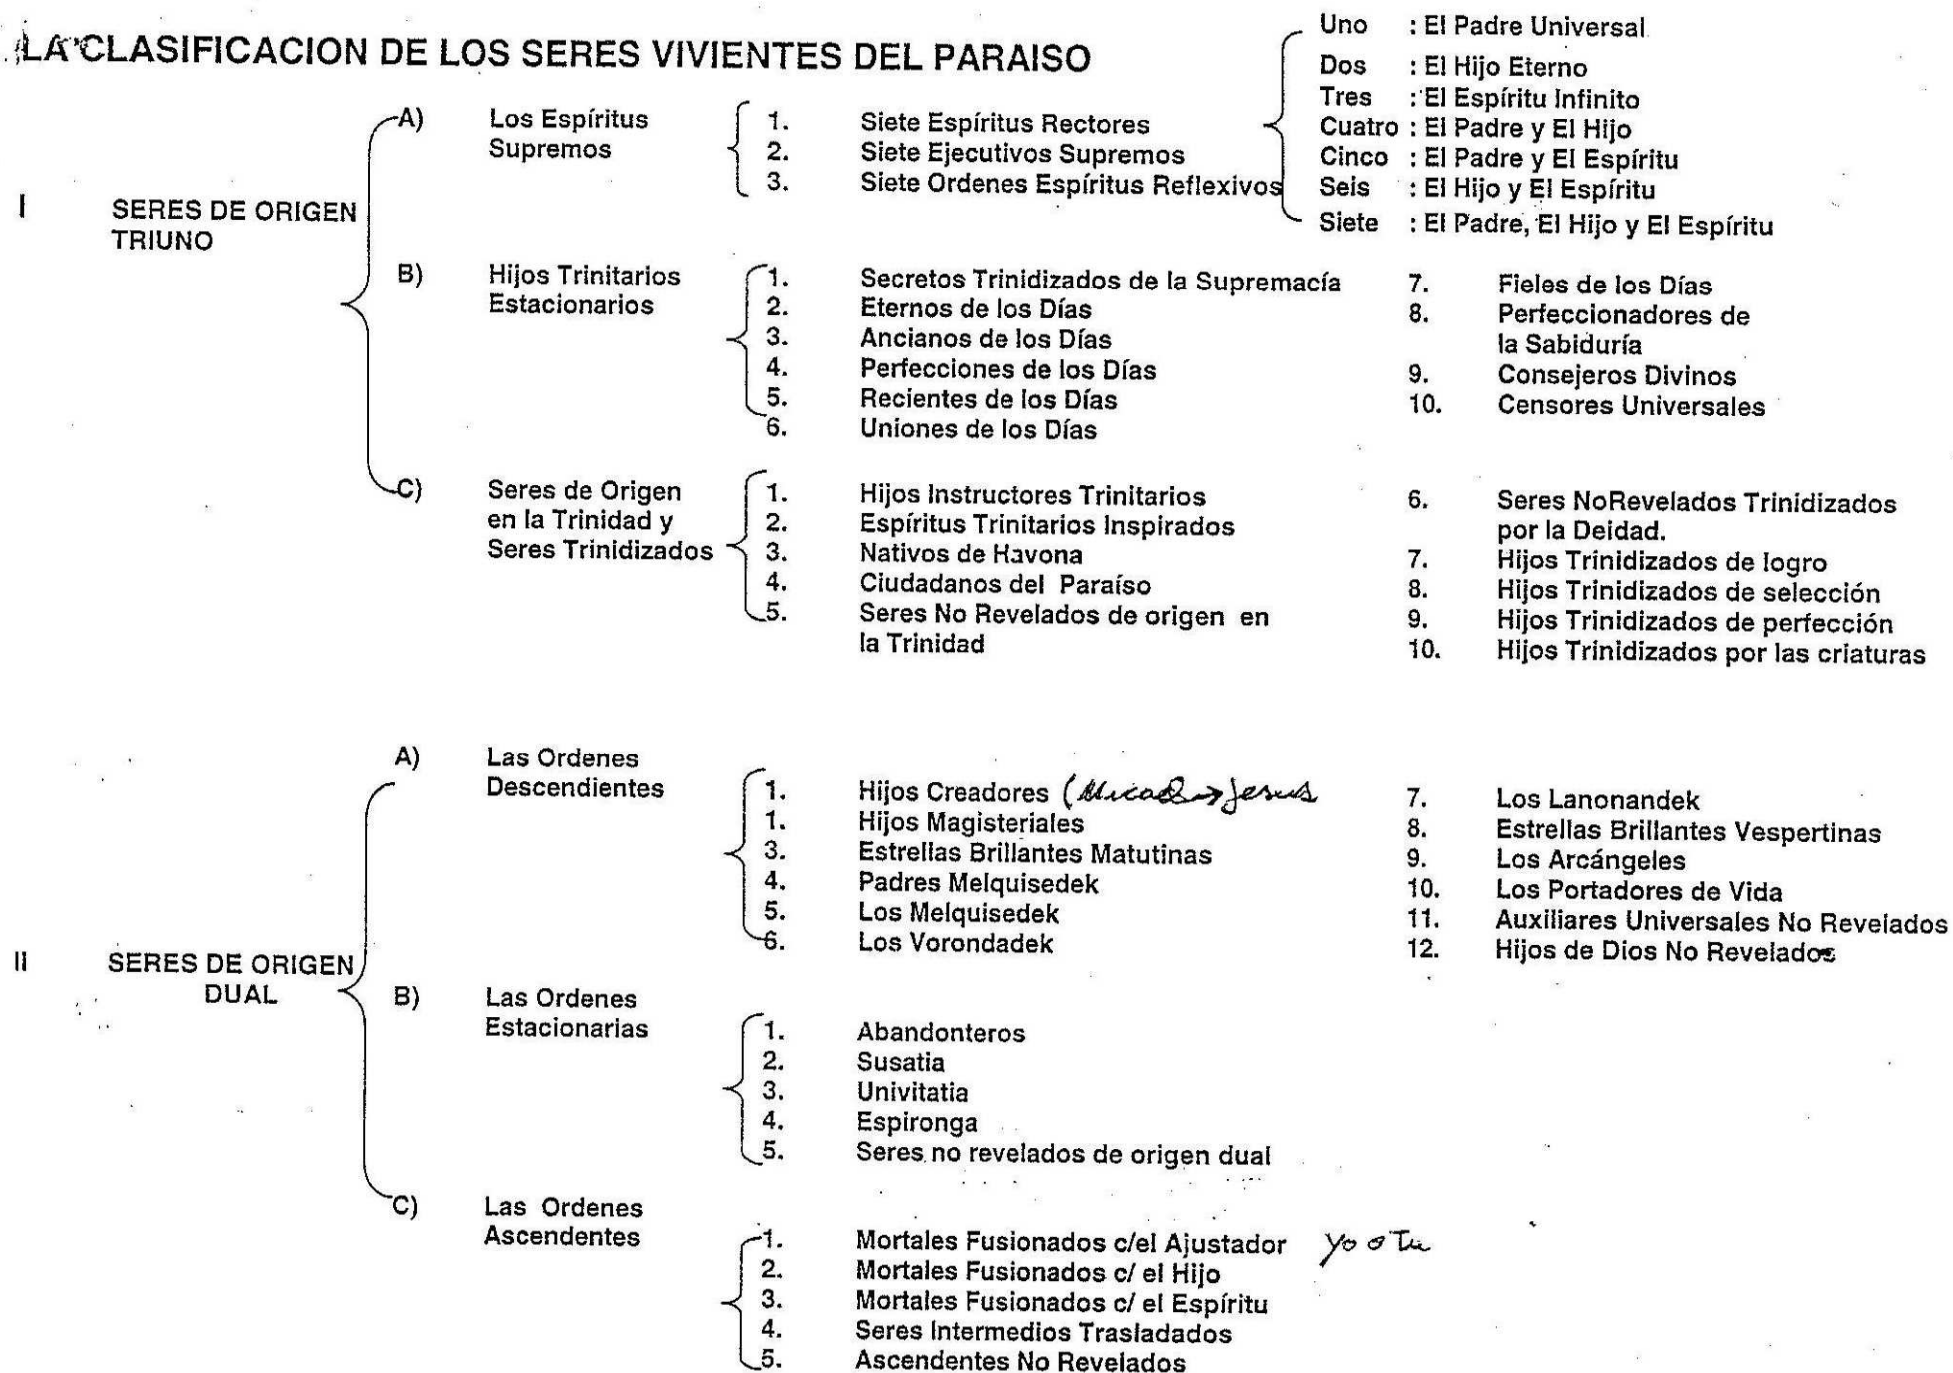 LA CLASIFICACION DE LOS SERES VIVIENTES DEL PARAISO
Uno : El Padre Universal
Dos : El Hijo Eterno
Tres : El Espíritu Infinito
Cuatro : El Padre y El Hijo
Cinco : El Padre y El Espíritu
Seis : El Hijo y El Espíritu
Siete : El Padre, El Hijo y El Espíritu
I SERES DE ORIGEN
TRIUNO
A) Los Espíritus
Supremos
1. Siete Espíritus Rectores
2. Siete Ejecutivos Supremos
3. Siete Ordenes Espíritus Reflexivos
B) Hijos Trinitarios
Estacionarios
1. Secretos Trinidizados de la Supremacía
2. Eternos de los Días
3. Ancianos de los Días
4. Perfecciones de los Días
5. Recientes de los Días
6. Uniones de los Días
7. Fieles de los Días
8. Perfeccionadores de
la Sabiduría
9. Consejeros Divinos
10. Censores Universales
C) Seres de Origen
en la Trinidad y
Seres Trinidizados
1. Hijos Instructores Trinitarios
2. Espíritus Trinitarios Inspirados
3. Nativos de Havona
4. Ciudadanos del Paraíso
5. Seres No Revelados de origen en
la Trinidad
6. Seres NoRevelados Trinidizados
por la Deidad.
7. Hijos Trinidizados de logro
8. Hijos Trinidizados de selección
9. Hijos Trinidizados de perfección
10. Hijos Trinidizados por las criaturas
II SERES DE ORIGEN
DUAL
A) Las Ordenes
Descendientes
1. Hijos Creadores ( → Jesus
1. Hijos Magisteriales
3. Estrellas Brillantes Matutinas
4. Padres Melquisedek
5. Los Melquisedek
6. Los Vorondadek
7. Los Lanonandek
8. Estrellas Brillantes Vespertinas
9. Los Arcángeles
10. Los Portadores de Vida
11. Auxiliares Universales No Revelados
12. Hijos de Dios No Revelados
B) Las Ordenes
Estacionarias
1. Abandonteros
2. Susatia
3. Univitatia
4. Espironga
5. Seres no revelados de origen dual
C) Las Ordenes
Ascendentes
1. Mortales Fusionados c/el Ajustador yo o Tu
2. Mortales Fusionados c/ el Hijo
3. Mortales Fusionados c/ el Espíritu
4. Seres Intermedios Trasladados
5. Ascendentes No Revelados